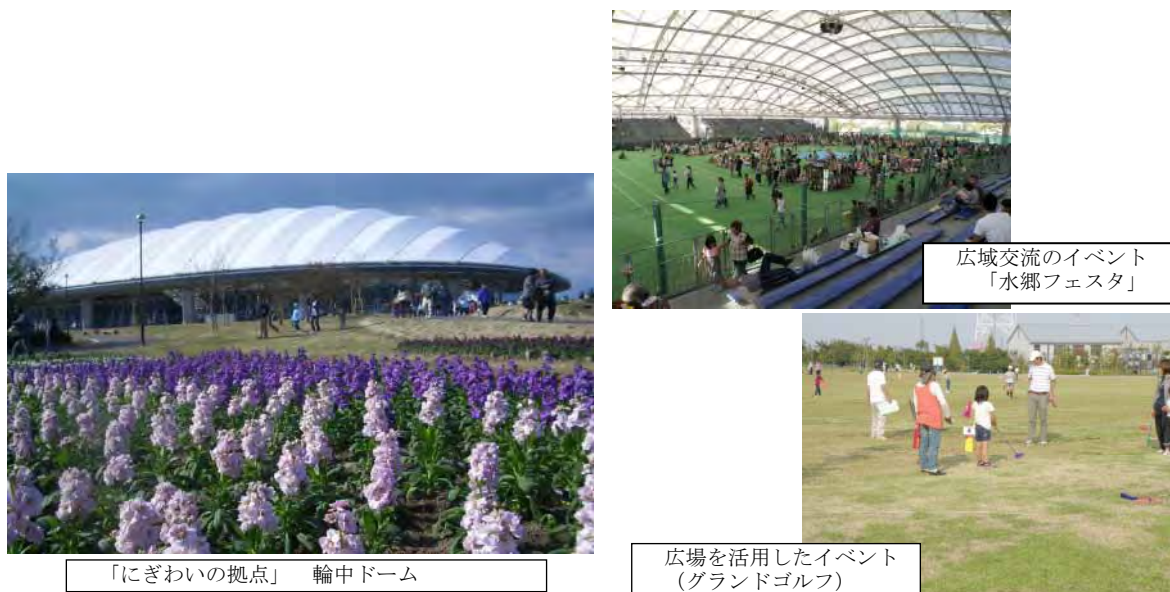 広域交流のイベント
「水郷フェスタ」
広場を活用したイベント
（グランドゴルフ）
「にぎわいの拠点」　輪中ドーム